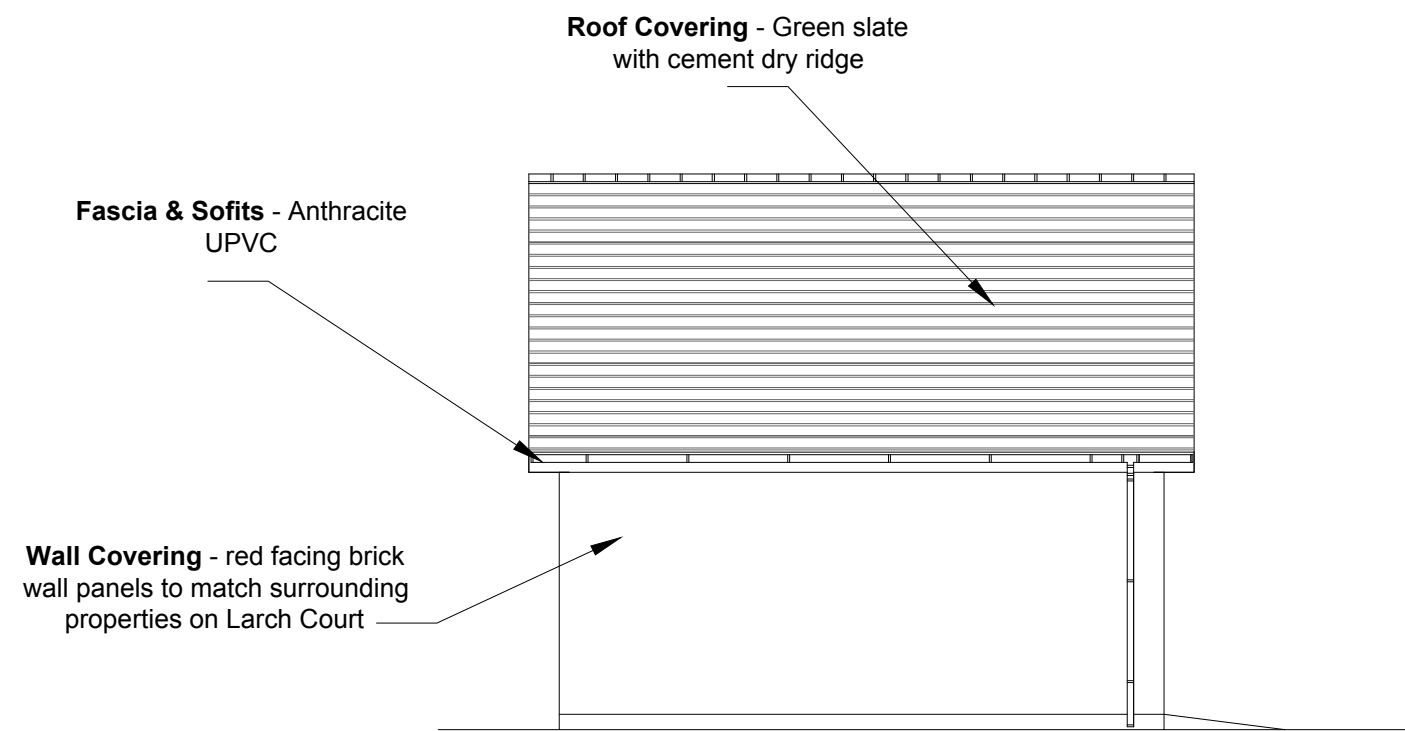 Roof Covering - Green slate
with cement dry ridge
Fascia & Sofits - Anthracite
UPVC
Wall Covering - red facing brick
wall panels to match surrounding
properties on Larch Court